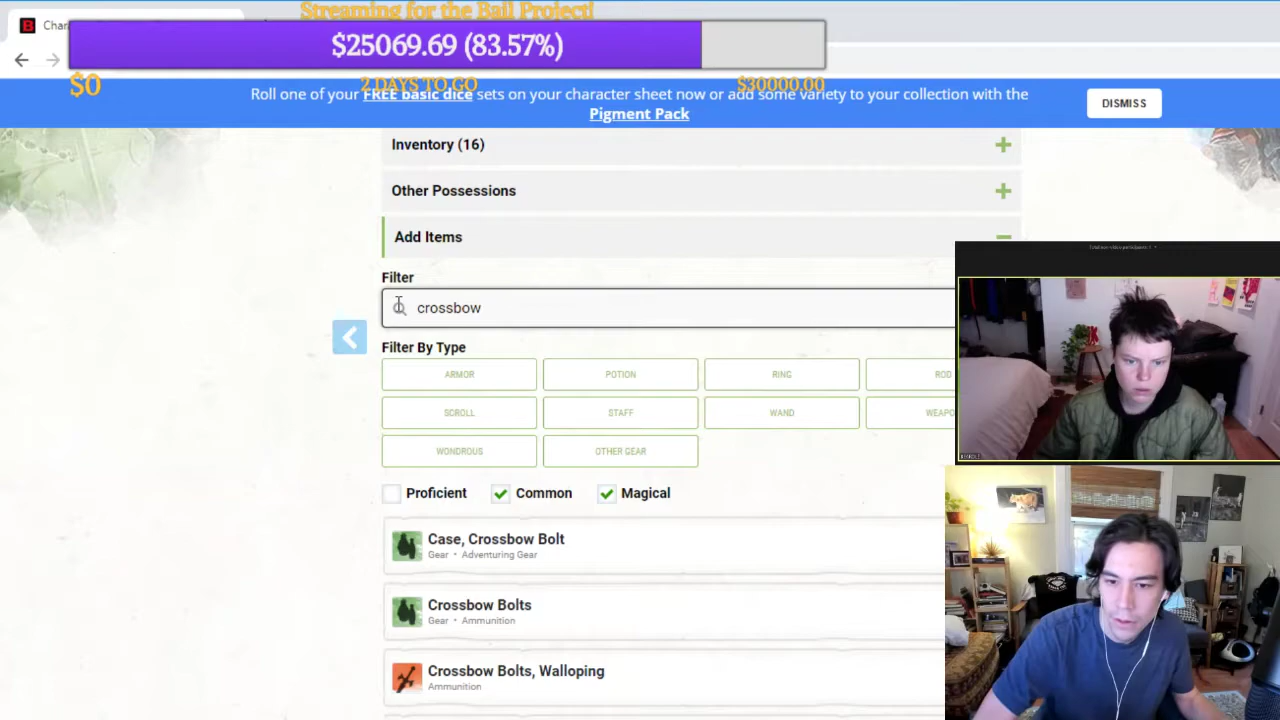 Streaming for the Bail Project!
Char
$25069.69 (83.57%)
$0
2 DAYS TO GO
$30000.00
Roll one of your FREE basic dice sets on your character sheet now or add some variety to your collection with the
Pigment Pack
DISMISS
Inventory (16)
Other Possessions
Add Items
Filter
crossbow
Filter By Type
ARMOR
POTION
RING
ROD
SCROLL
STAFF
WAND
WEAPO
WONDROUS
OTHER GEAR
Proficient
Common
Magical
Case, Crossbow Bolt
Gear • Adventuring Gear
Crossbow Bolts
Gear • Ammunition
Crossbow Bolts, Walloping
Ammunition